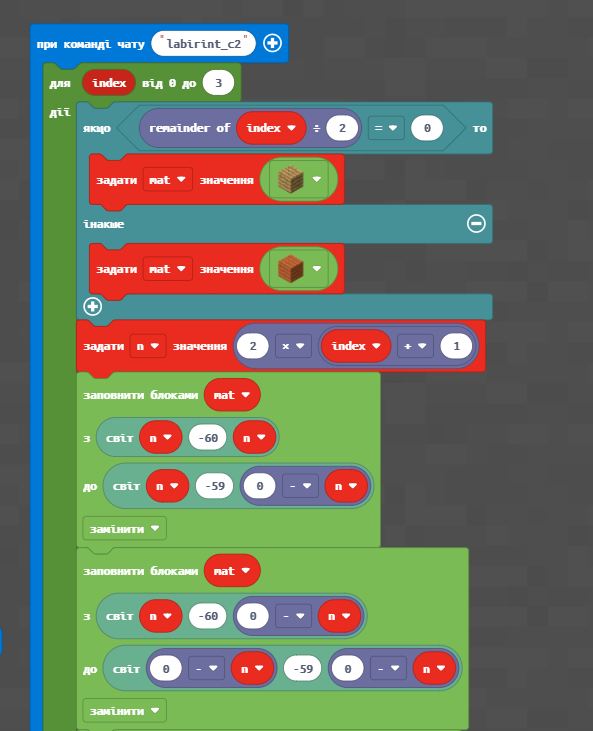 при команді чату "labirint_c2"
для index від 0 до 3
дії
якщо remainder of index ÷ 2 = 0 то
задати mat значення
інакше
задати mat значення
задати n значення 2 × index + 1
заповнити блоками mat
з світ n -60 n
до світ n -59 0 - n
замінити
заповнити блоками mat
з світ n -60 0 - n
до світ 0 - n -59 0 - n
замінити